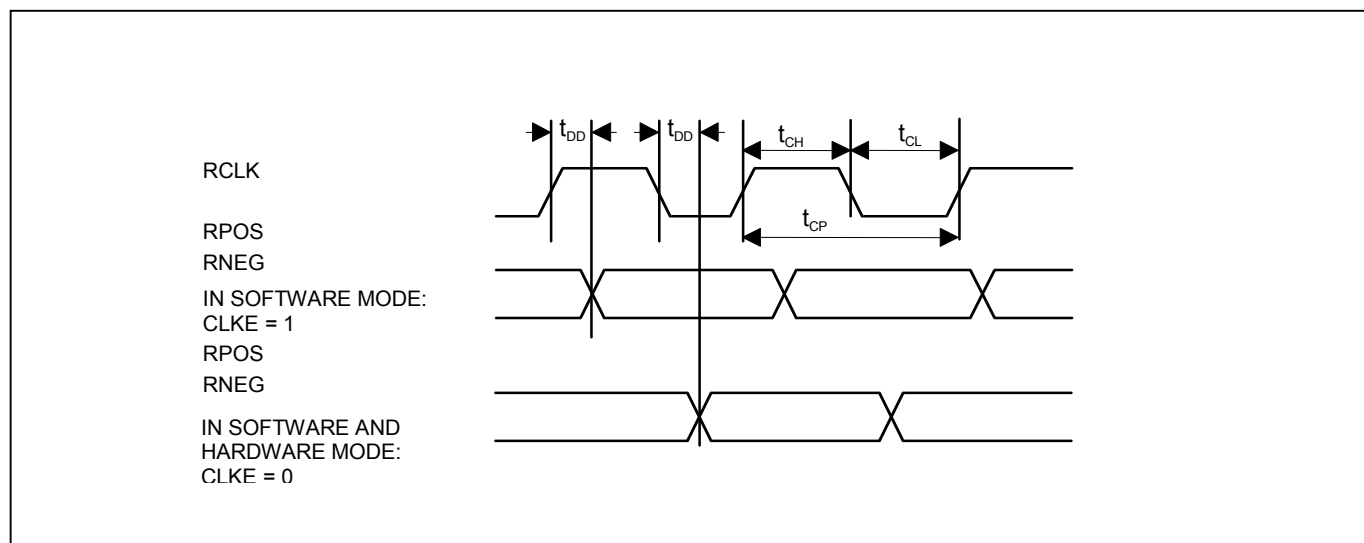 tDD tDD tCH tCL
RCLK
tCP
RPOS
RNEG
IN SOFTWARE MODE:
CLKE = 1
RPOS
RNEG
IN SOFTWARE AND
HARDWARE MODE:
CLKE = 0